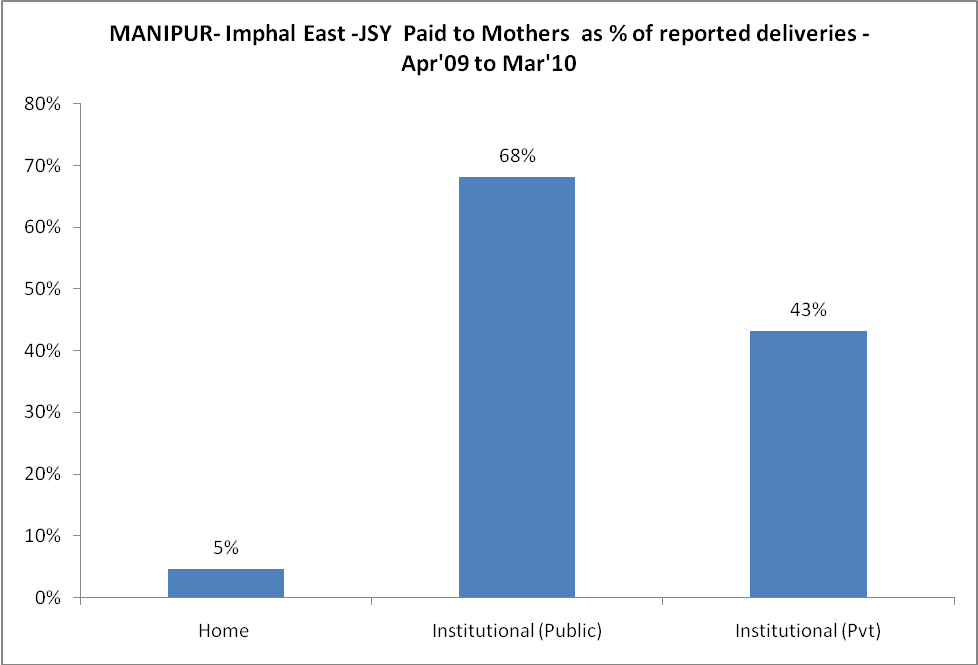 MANIPUR- Imphal East -JSY  Paid to Mothers  as % of reported deliveries -
Apr'09 to Mar'10
80%
70%
60%
50%
40%
30%
20%
10%
0%
5%
68%
43%
Home
Institutional (Public)
Institutional (Pvt)